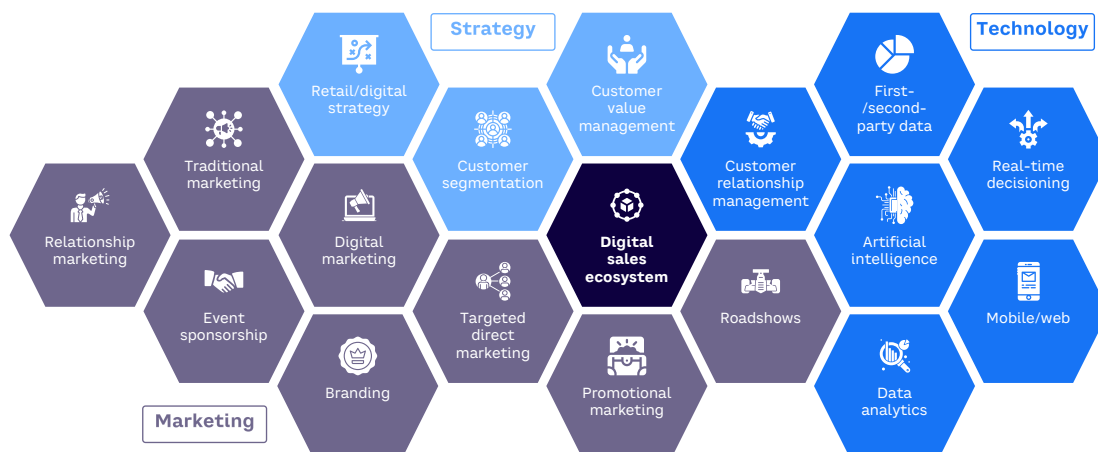 Strategy
Technology
Retail/digital
strategy
Customer
value
management
First-
/second-
party data
Traditional
marketing
Customer
segmentation
Customer
relationship
management
Real-time
decisioning
Relationship
marketing
Digital
marketing
Digital
sales
ecosystem
Artificial
intelligence
Event
sponsorship
Targeted
direct
marketing
Roadshows
Mobile/web
Branding
Promotional
marketing
Data
analytics
Marketing